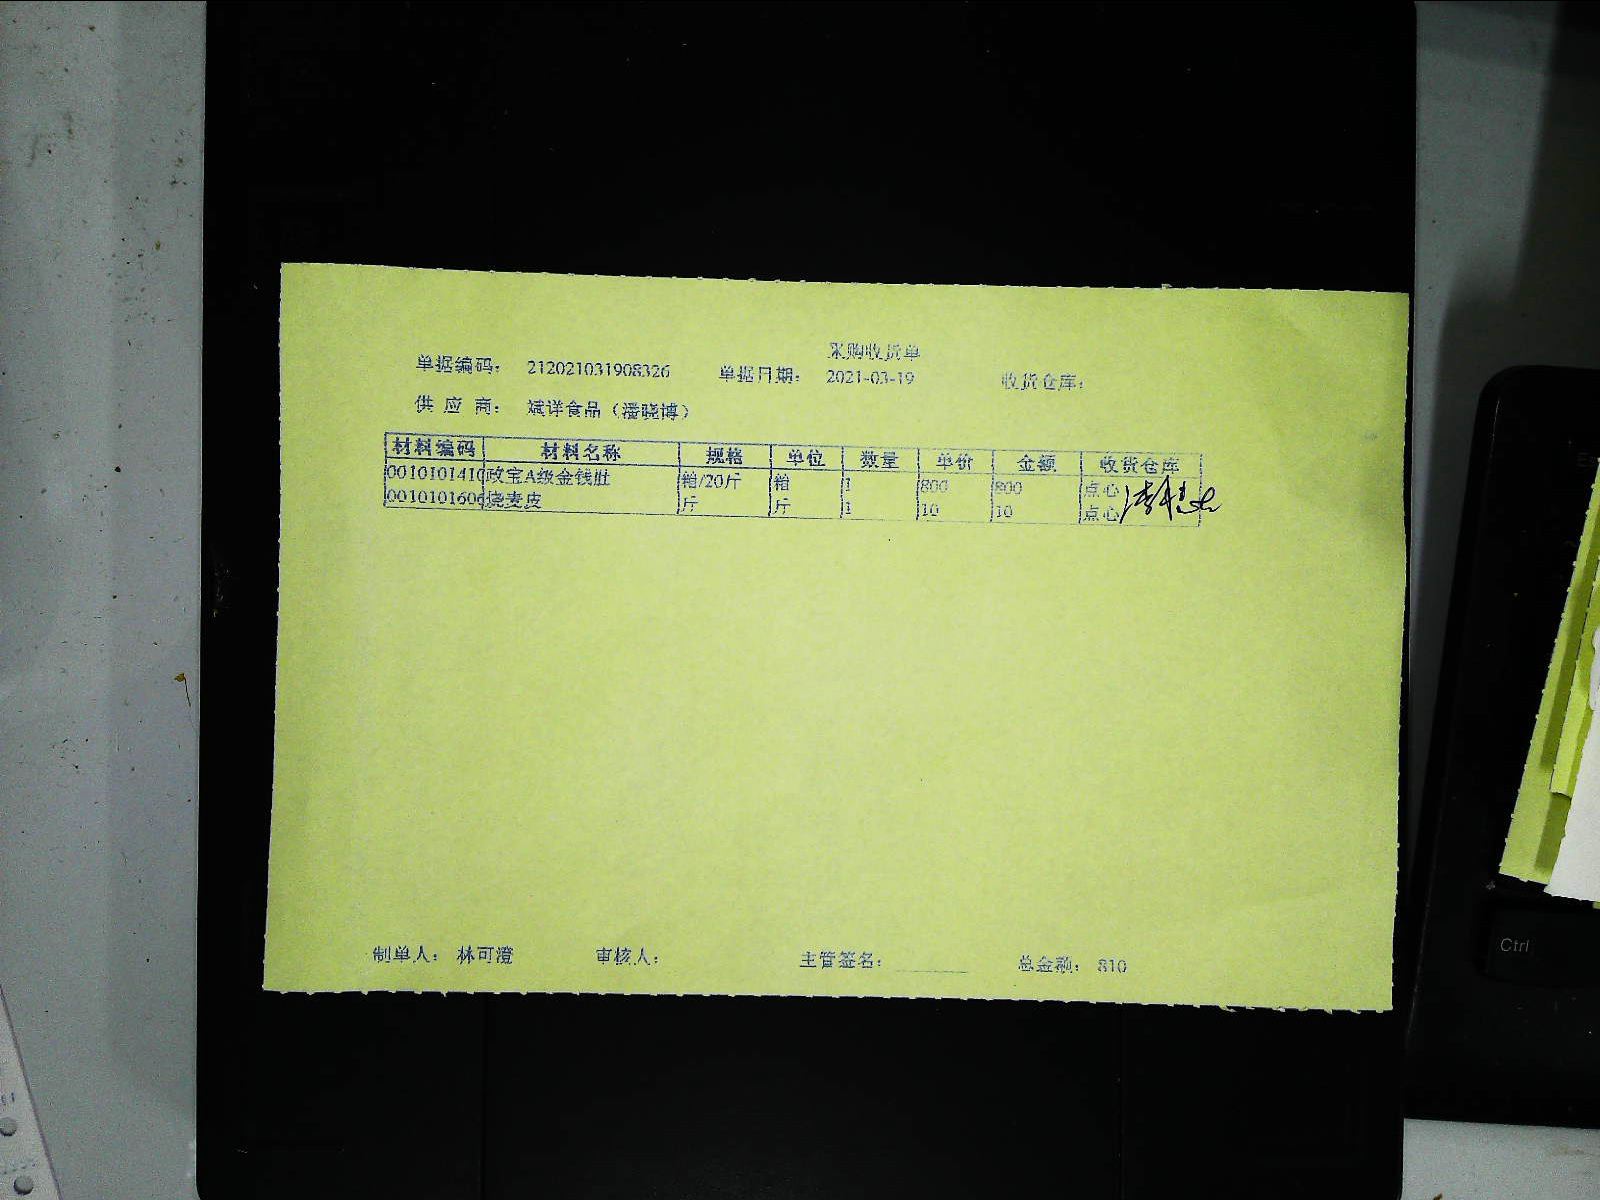 采购收货单
单据编码： 212021031908326 单据日期： 2021-03-19 收货仓库：
供 应 商： 斌洋食品（潘晓博）
材料编码 材料名称 规格 单位 数量 单价 金额 收货仓库
0010101410 政宝A级金钱肚 箱/20斤 箱 1 800 800 点心
0010101606 烧麦皮 斤 斤 1 10 10 点心
制单人： 林可澄 审核人： 主管签名： 总金额： 810
Ctrl